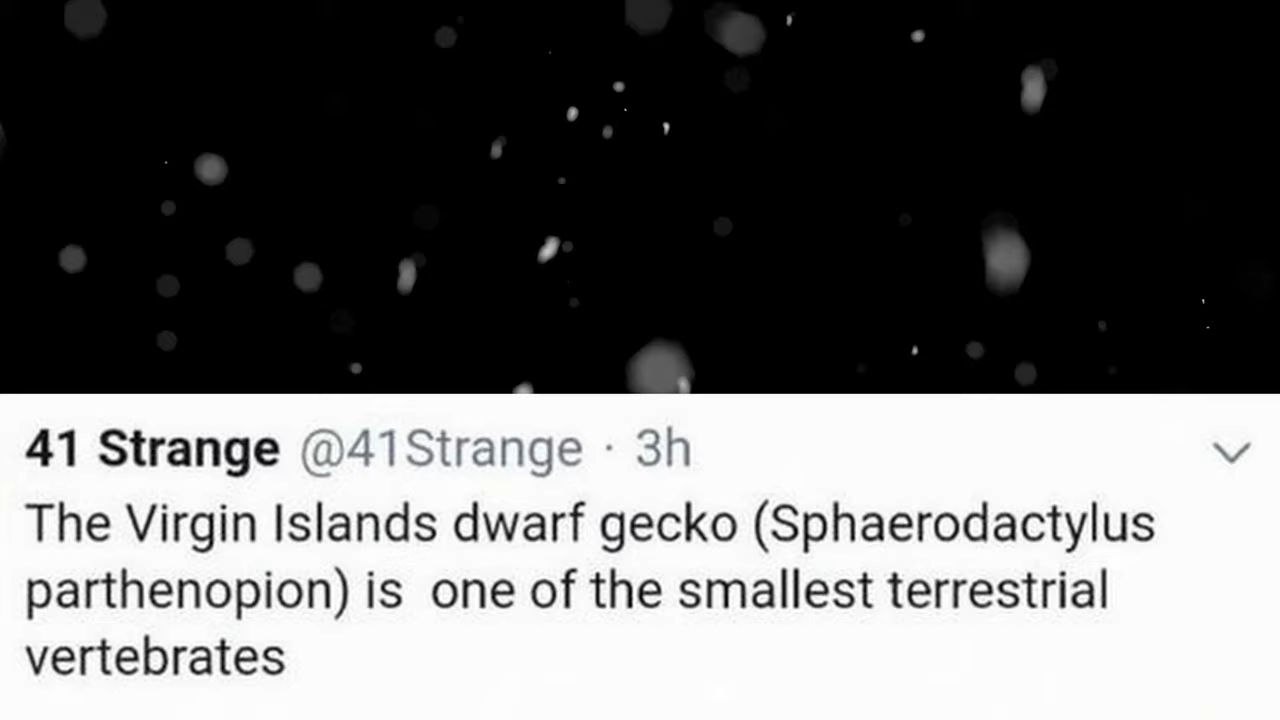 41 Strange @41Strange · 3h
The Virgin Islands dwarf gecko (Sphaerodactylus
parthenopion) is  one of the smallest terrestrial
vertebrates